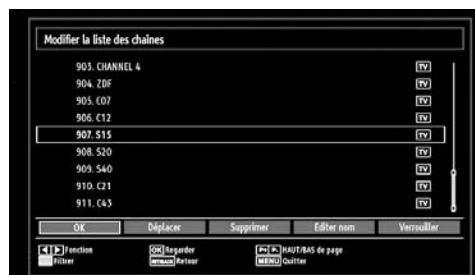 Modifier la liste des chaînes
903. CHANNEL 4 TV
904. ZDF TV
905. C07 TV
906. C12 TV
907. S15 TV
908. S20 TV
909. S40 TV
910. C21 TV
911. C43 TV
OK Déplacer Supprimer Editer nom Verrouiller
Fonction OK Regarder P+ P- HAUT/BAS de page
Filtrer Retour MENU Quitter